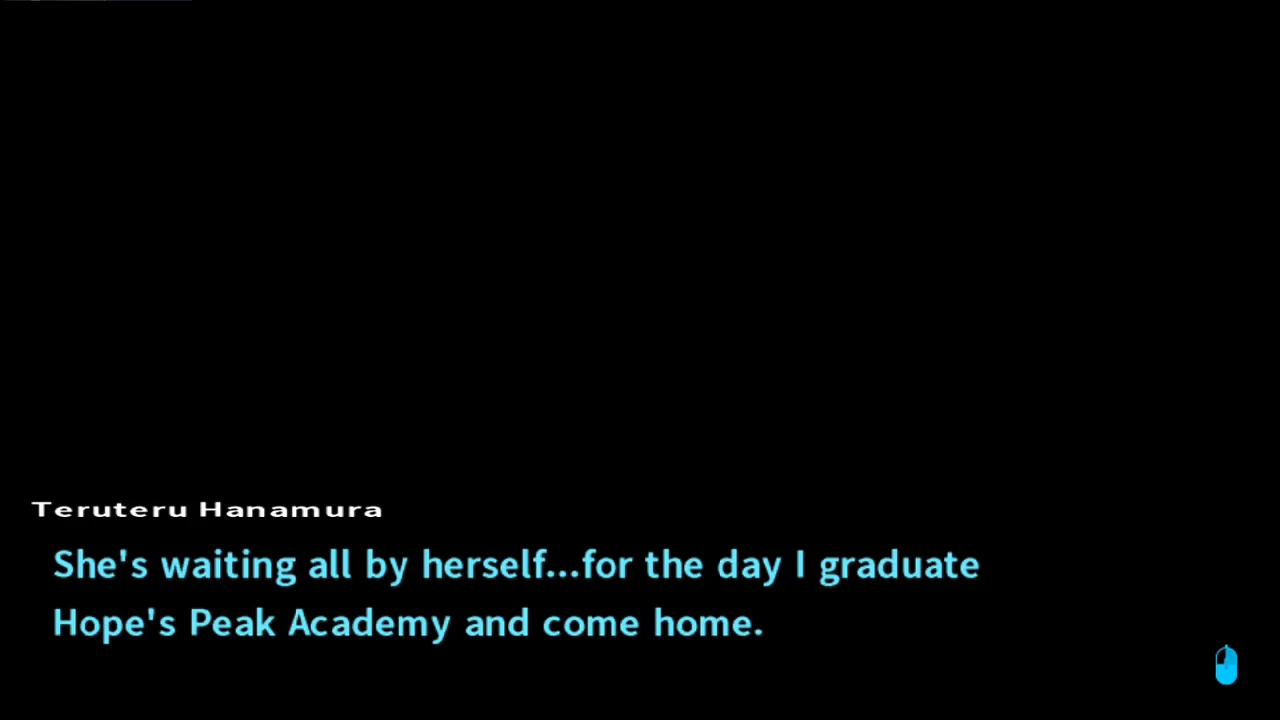 Teruteru Hanamura
She's waiting all by herself...for the day I graduate
Hope's Peak Academy and come home.